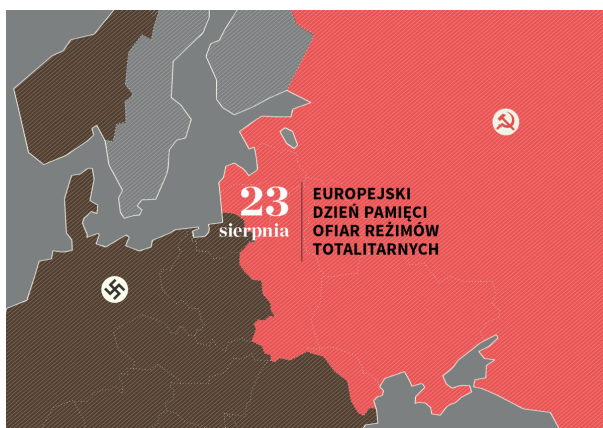 23
sierpnia
EUROPEJSKI
DZIEŃ PAMIĘCI
OFIAR REŻIMÓW
TOTALITARNYCH